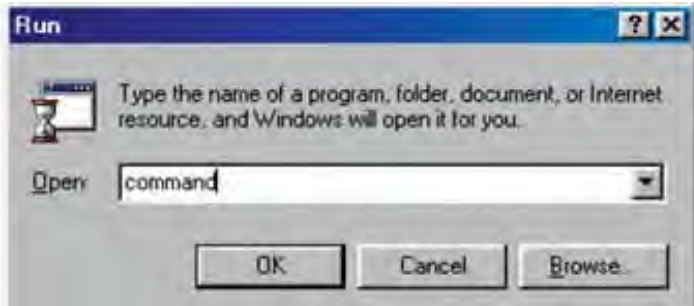 Run
? X
Type the name of a program, folder, document, or Internet
resource, and Windows will open it for you.
Open: command
OK Cancel Browse...